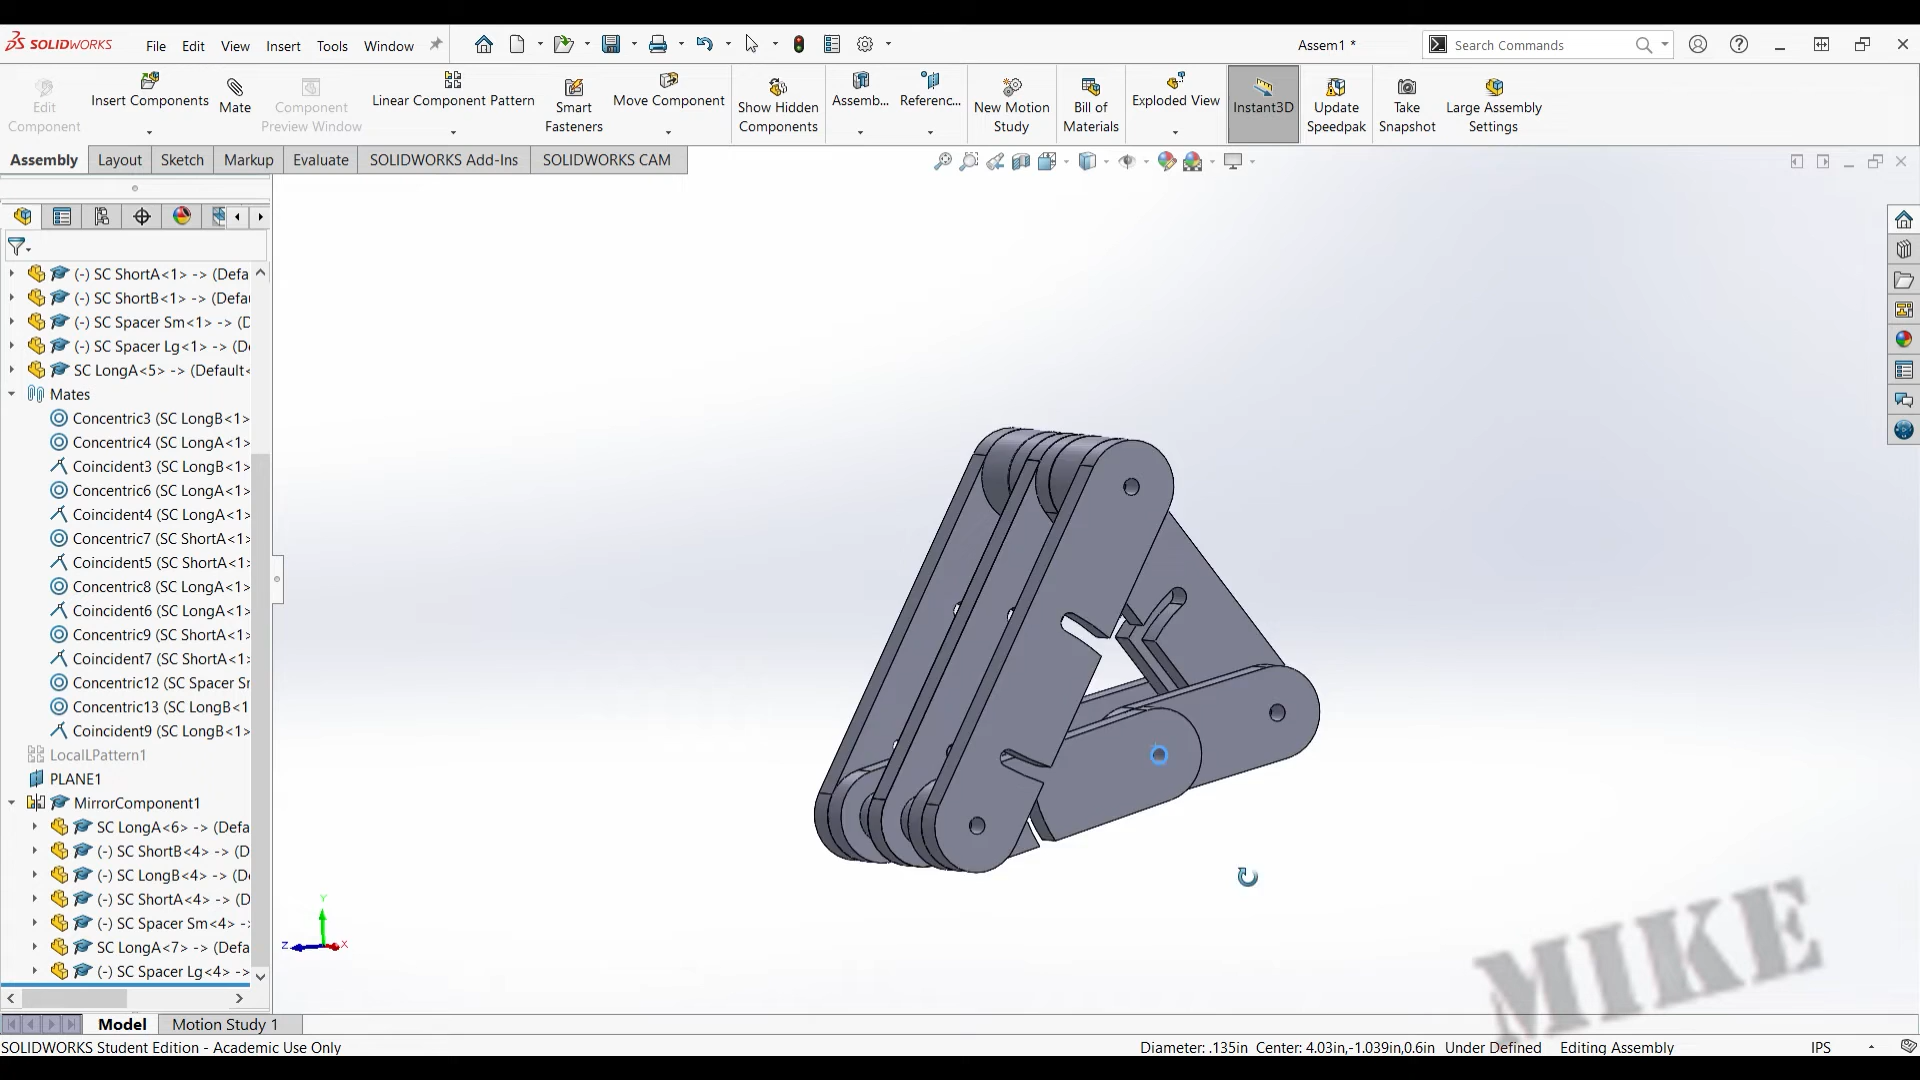 SOLIDWORKS File Edit View Insert Tools Window Assem1 * Search Commands
Edit Component
Insert Components
Mate
Component Preview Window
Linear Component Pattern
Smart Fasteners
Move Component
Show Hidden Components
Assemb...
Referenc...
New Motion Study
Bill of Materials
Exploded View
Instant3D
Update Speedpak
Take Snapshot
Large Assembly Settings
Assembly Layout Sketch Markup Evaluate SOLIDWORKS Add-Ins SOLIDWORKS CAM
(-) SC ShortA<1> -> (Defa
(-) SC ShortB<1> -> (Defau
(-) SC Spacer Sm<1> -> (D
(-) SC Spacer Lg<1> -> (De
SC LongA<5> -> (Default<
Mates
Concentric3 (SC LongB<1>
Concentric4 (SC LongA<1>
Coincident3 (SC LongB<1>
Concentric6 (SC LongA<1>
Coincident4 (SC LongA<1>
Concentric7 (SC ShortA<1>
Coincident5 (SC ShortA<1>
Concentric8 (SC LongA<1>
Coincident6 (SC LongA<1>
Concentric9 (SC ShortA<1>
Coincident7 (SC ShortA<1>
Concentric12 (SC Spacer Sm
Concentric13 (SC LongB<1
Coincident9 (SC LongB<1>
LocalLPattern1
PLANE1
MirrorComponent1
SC LongA<6> -> (Defa
(-) SC ShortB<4> -> (D
(-) SC LongB<4> -> (De
(-) SC ShortA<4> -> (D
(-) SC Spacer Sm<4> -
SC LongA<7> -> (Defa
(-) SC Spacer Lg<4> ->
Y
Z X
MIKE
Model Motion Study 1
SOLIDWORKS Student Edition - Academic Use Only Diameter: .135in Center: 4.03in,-1.039in,0.6in Under Defined Editing Assembly IPS